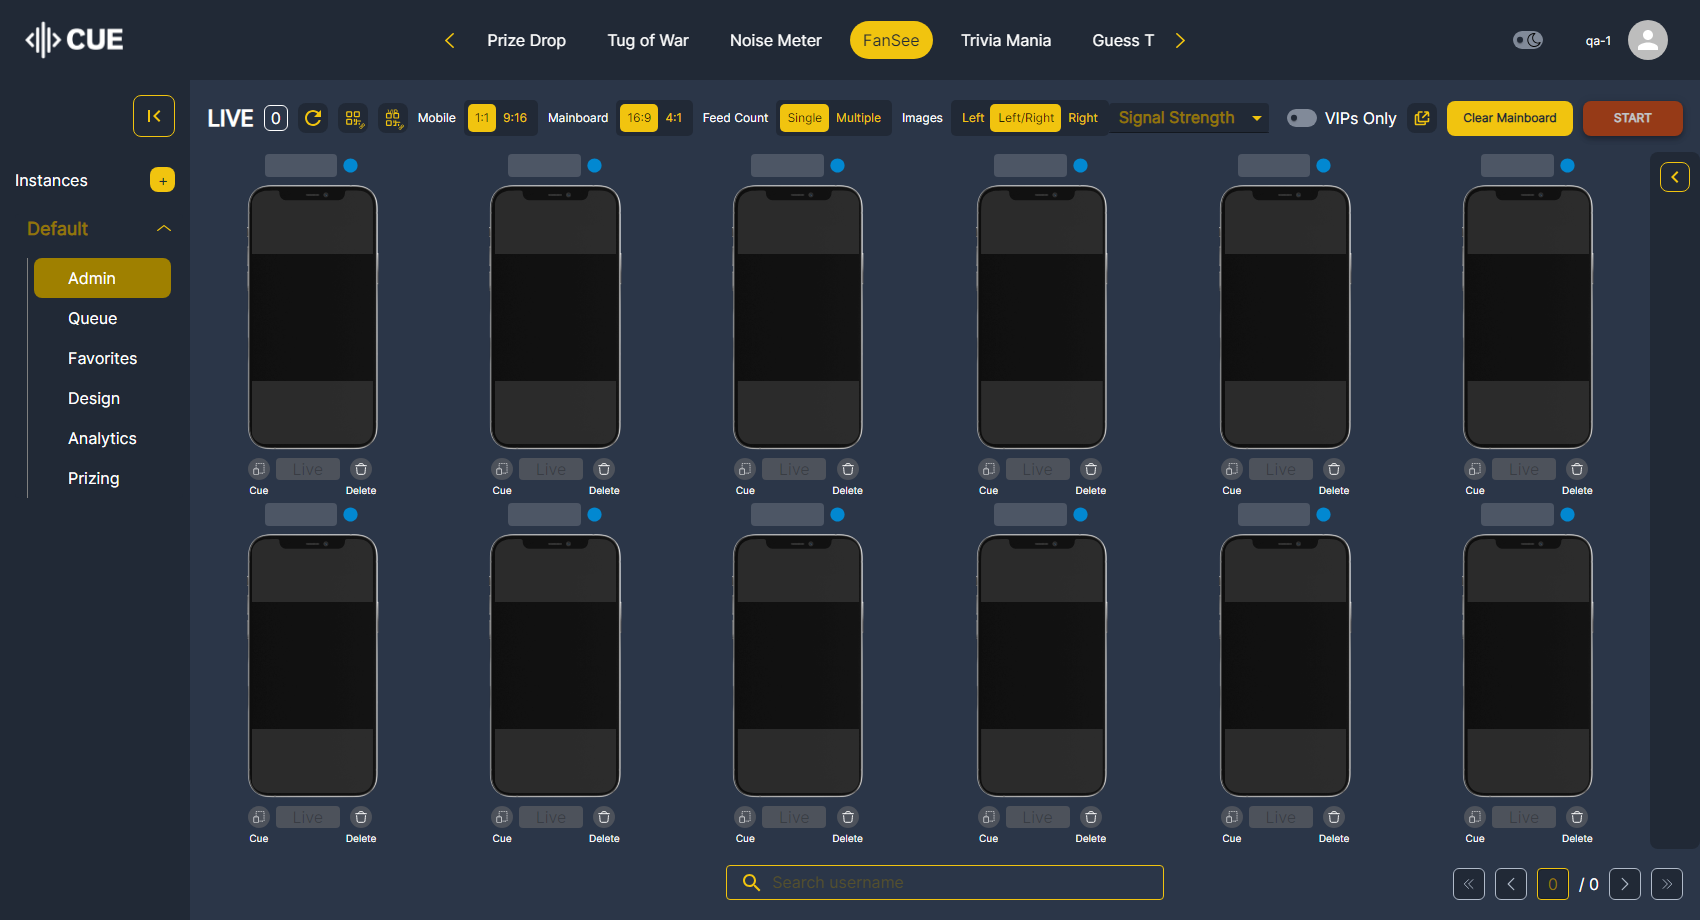 CUE
Prize Drop Tug of War Noise Meter FanSee Trivia Mania Guess T
qa-1
LIVE 0 Mobile 1:1 9:16 Mainboard 16:9 4:1 Feed Count Single Multiple Images Left Left/Right Right Signal Strength VIPs Only Clear Mainboard START
Instances +
Default
Admin
Queue
Favorites
Design
Analytics
Prizing
Live Live Live Live Live Live
Cue Delete Cue Delete Cue Delete Cue Delete Cue Delete Cue Delete
Live Live Live Live Live Live
Cue Delete Cue Delete Cue Delete Cue Delete Cue Delete Cue Delete
Search username
0 / 0